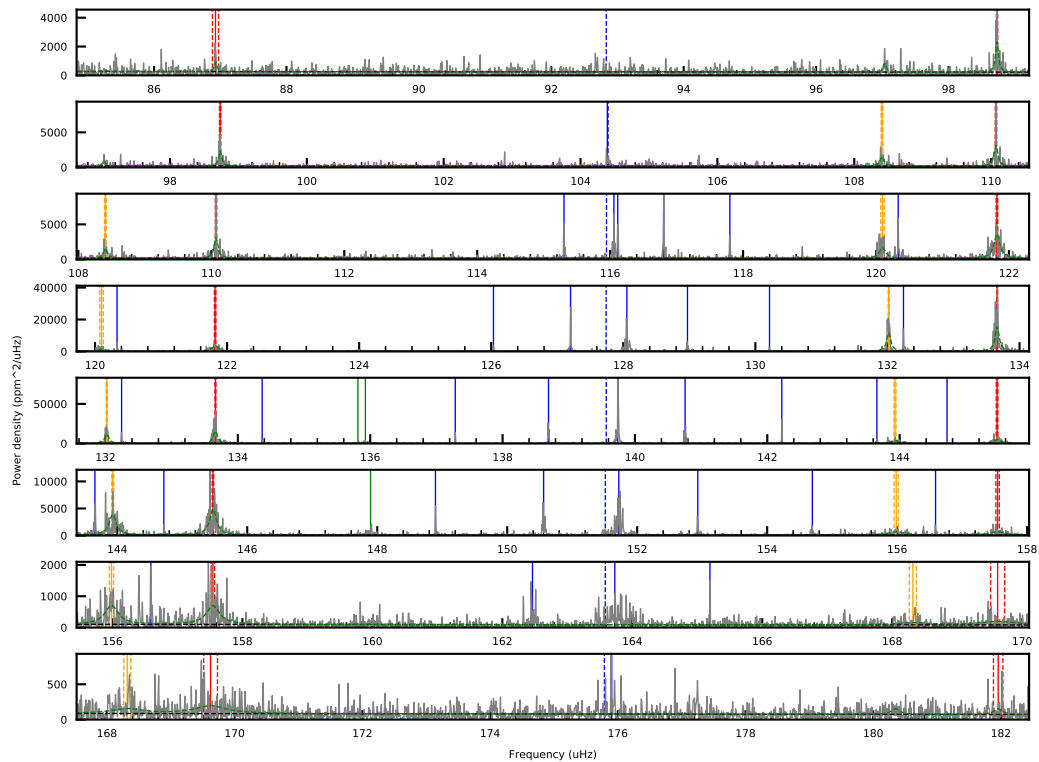 4000
2000
0
86 88 90 92 94 96 98
5000
0
98 100 102 104 106 108 110
5000
0
108 110 112 114 116 118 120 122
40000
20000
0
120 122 124 126 128 130 132 134
50000
0
132 134 136 138 140 142 144
10000
5000
0
144 146 148 150 152 154 156 158
2000
1000
0
156 158 160 162 164 166 168 170
500
0
168 170 172 174 176 178 180 182
Power density (ppm^2/uHz)
Frequency (uHz)